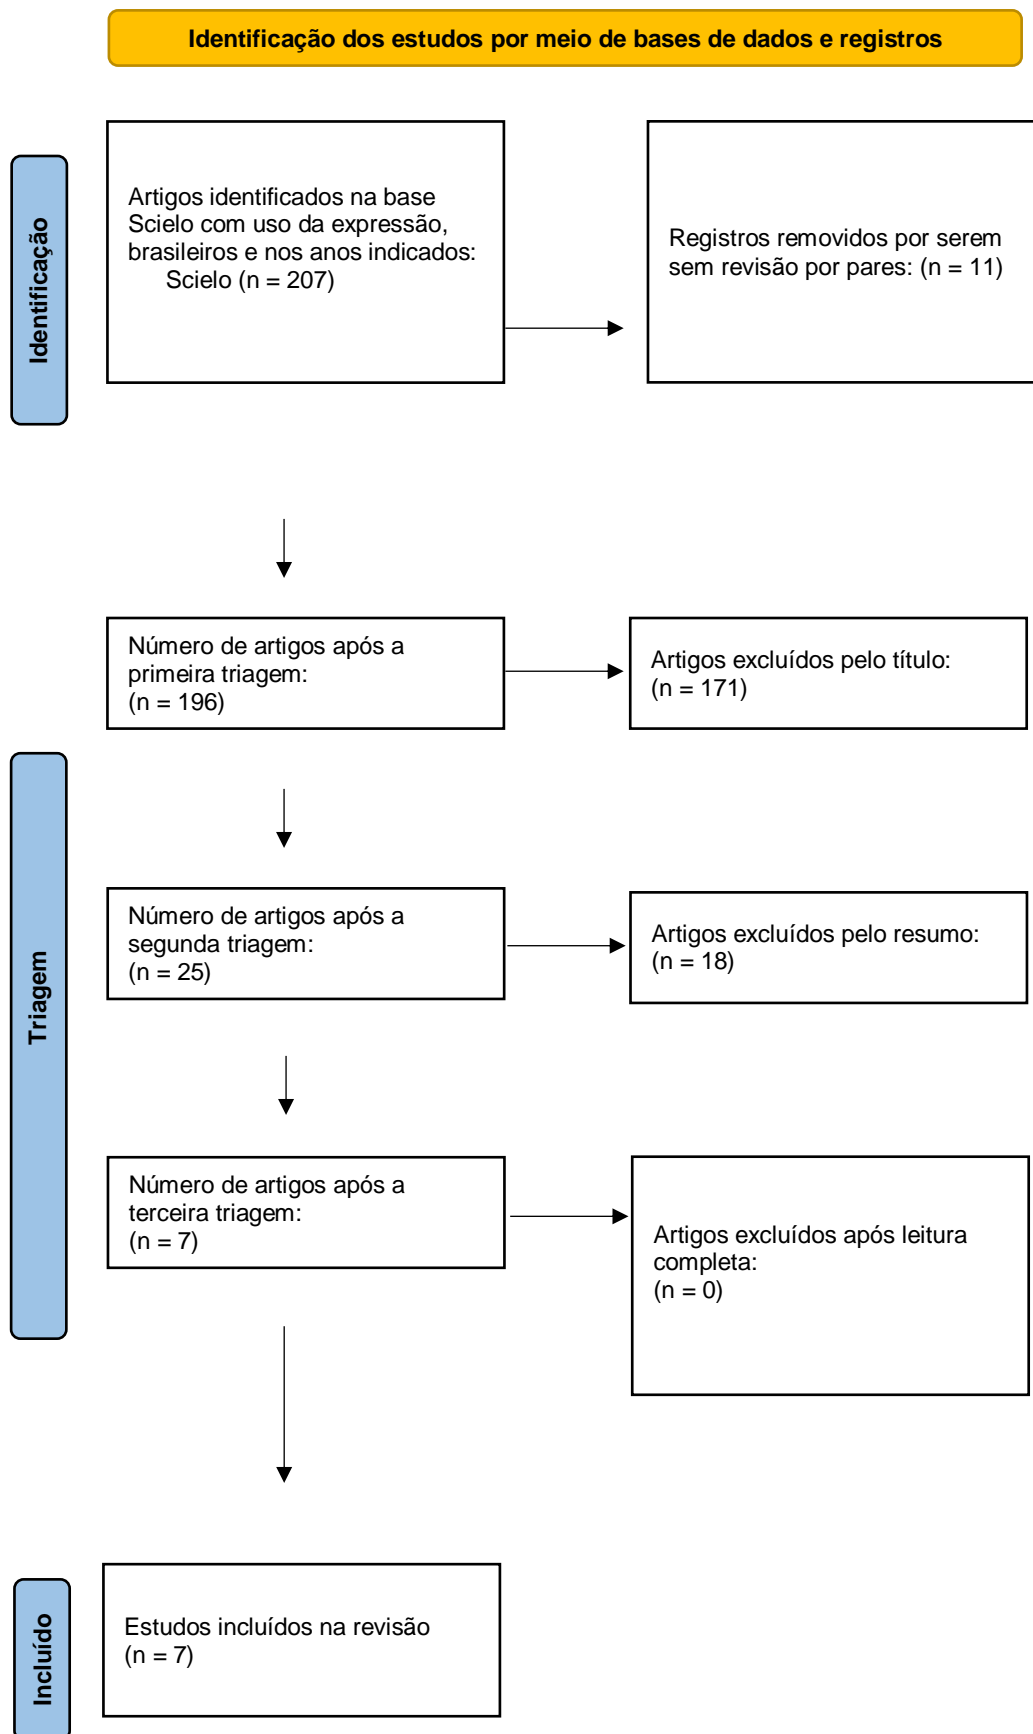 Identificação dos estudos por meio de bases de dados e registros
Identificação
Artigos identificados na base
Scielo com uso da expressão,
brasileiros e nos anos indicados:
Scielo (n = 207)
Registros removidos por serem
sem revisão por pares: (n = 11)
Triagem
Número de artigos após a
primeira triagem:
(n = 196)
Artigos excluídos pelo título:
(n = 171)
Número de artigos após a
segunda triagem:
(n = 25)
Artigos excluídos pelo resumo:
(n = 18)
Número de artigos após a
terceira triagem:
(n = 7)
Artigos excluídos após leitura
completa:
(n = 0)
Incluído
Estudos incluídos na revisão
(n = 7)